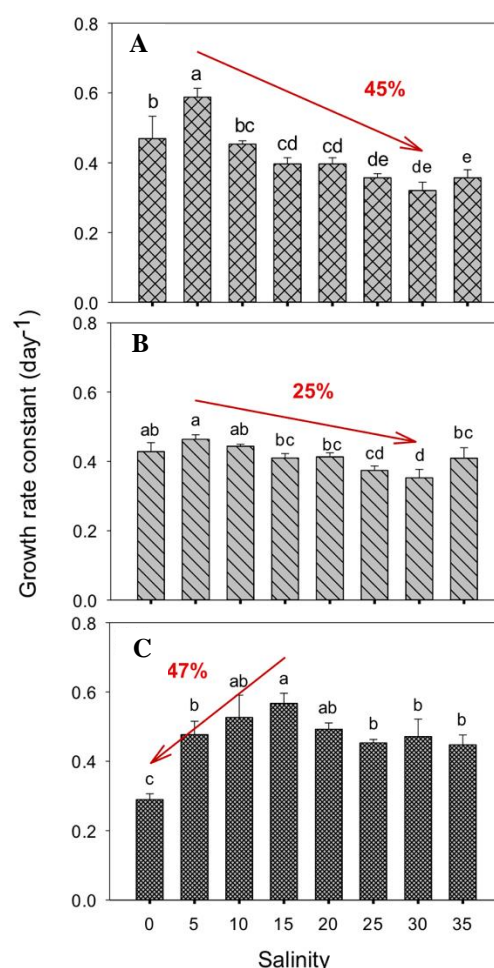 Growth rate constant (day-1)
A
0.8
0.6
0.4
0.2
0.0
45%
b a bc cd cd de de e
B
0.8
0.6
0.4
0.2
0.0
25%
ab a ab bc bc cd d bc
C
0.8
0.6
0.4
0.2
0.0
47%
c b ab a ab b b b
0 5 10 15 20 25 30 35
Salinity